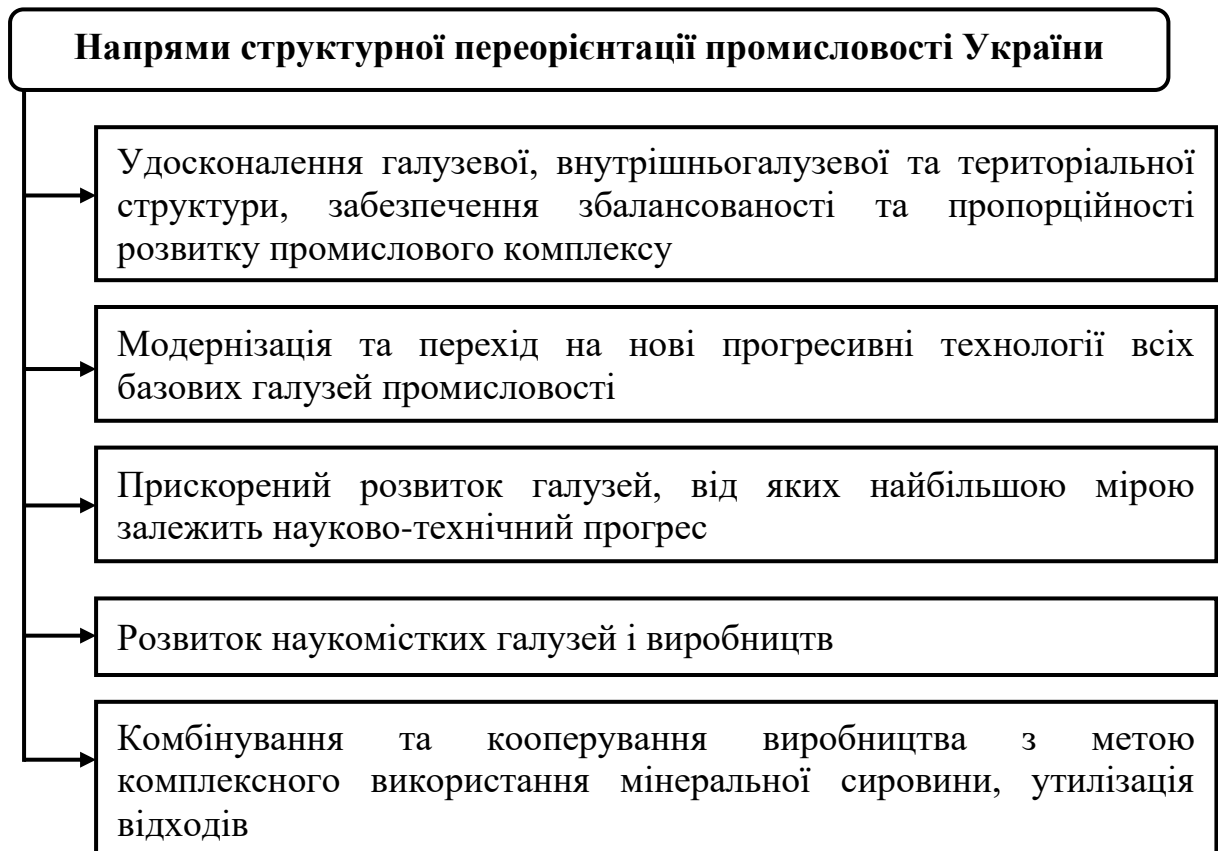 Напрями структурної переорієнтації промисловості України
Удосконалення галузевої, внутрішньогалузевої та територіальної
структури, забезпечення збалансованості та пропорційності
розвитку промислового комплексу
Модернізація та перехід на нові прогресивні технології всіх
базових галузей промисловості
Прискорений розвиток галузей, від яких найбільшою мірою
залежить науково-технічний прогрес
Розвиток наукомістких галузей і виробництв
Комбінування та кооперування виробництва з метою
комплексного використання мінеральної сировини, утилізація
відходів